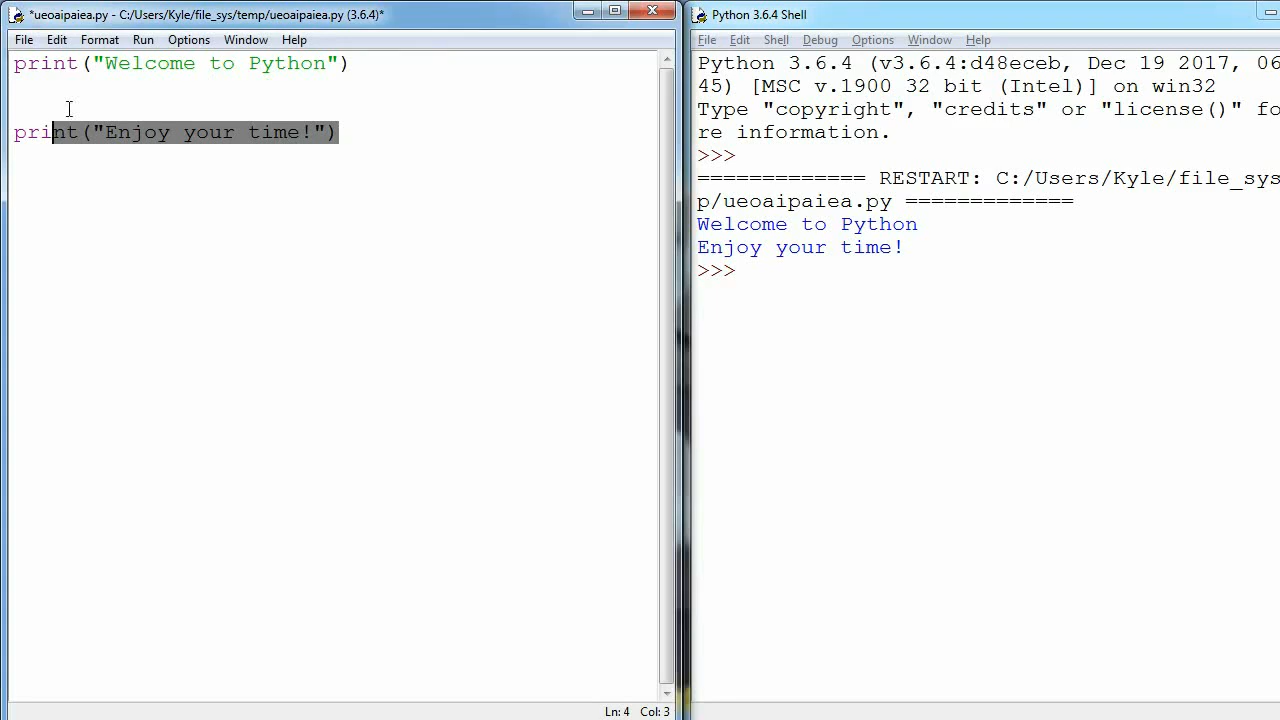 *ueoaipaiea.py - C:/Users/Kyle/file_sys/temp/ueoaipaiea.py (3.6.4)*
File Edit Format Run Options Window Help
print("Welcome to Python")
print("Enjoy your time!")
Ln: 4 Col: 3
Python 3.6.4 Shell
File Edit Shell Debug Options Window Help
Python 3.6.4 (v3.6.4:d48eceb, Dec 19 2017, 06
45) [MSC v.1900 32 bit (Intel)] on win32
Type "copyright", "credits" or "license()" fo
re information.
>>>
============= RESTART: C:/Users/Kyle/file_sys
p/ueoaipaiea.py =============
Welcome to Python
Enjoy your time!
>>>